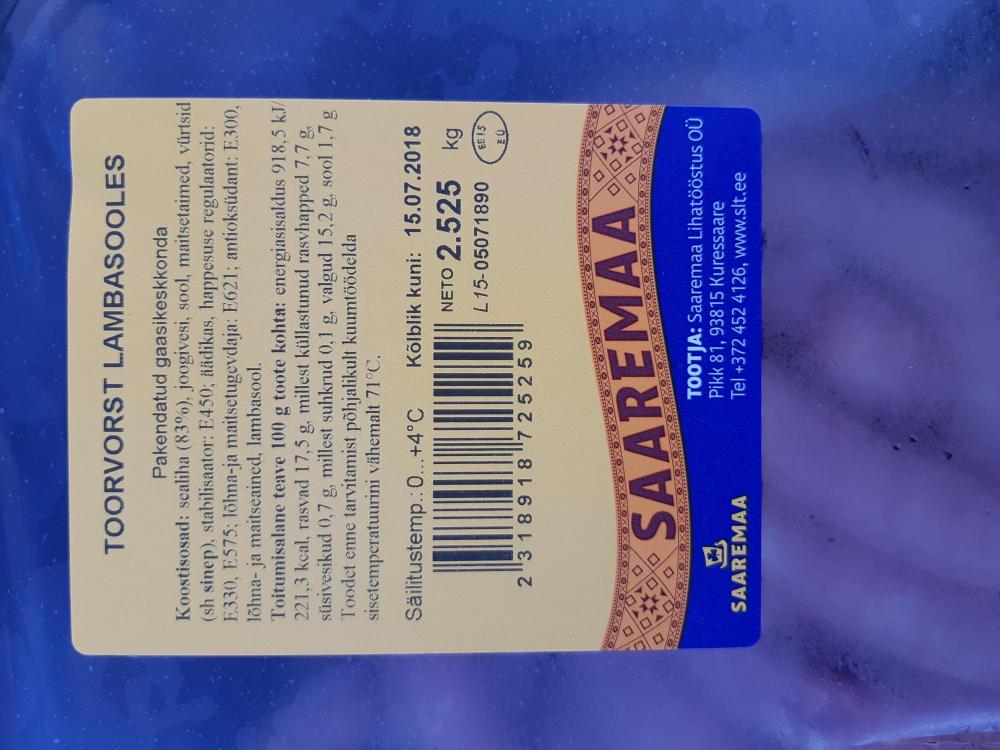 TOORVORST LAMBASOOLES
Pakendatud gaasikeskkonda
Koostisosad: sealiha (83%), joogivesi, sool, maitsetaimed, vürtsid
(sh sinep), stabilisaator: E450; äädikas, happesuse regulaatorid:
E330, E575; lõhna-ja maitsetugevdaja: E621; antioksüdant: E300,
lõhna- ja maitseained, lambasool.
Toitumisalane teave 100 g toote kohta: energiasisaldus 918,5 kJ/
221,3 kcal, rasvad 17,5 g, millest küllastunud rasvhapped 7,7 g,
süsivesikud 0,7 g, millest suhkrud 0,1 g, valgud 15,2 g, sool 1,7 g
Toodet enne tarvitamist põhjalikult kuumtöödelda
sisetemperatuurini vähemalt 71°C.
Säilitustemp.: 0...+4°C Kõlblik kuni: 15.07.2018
NETO 2.525 kg
L15-05071890
EE15
EÜ
2 318918 725259
SAAREMAA
SAAREMAA
TOOTJA: Saaremaa Lihatööstus OÜ
Pikk 81, 93815 Kuressaare
Tel +372 452 4126, www.slt.ee